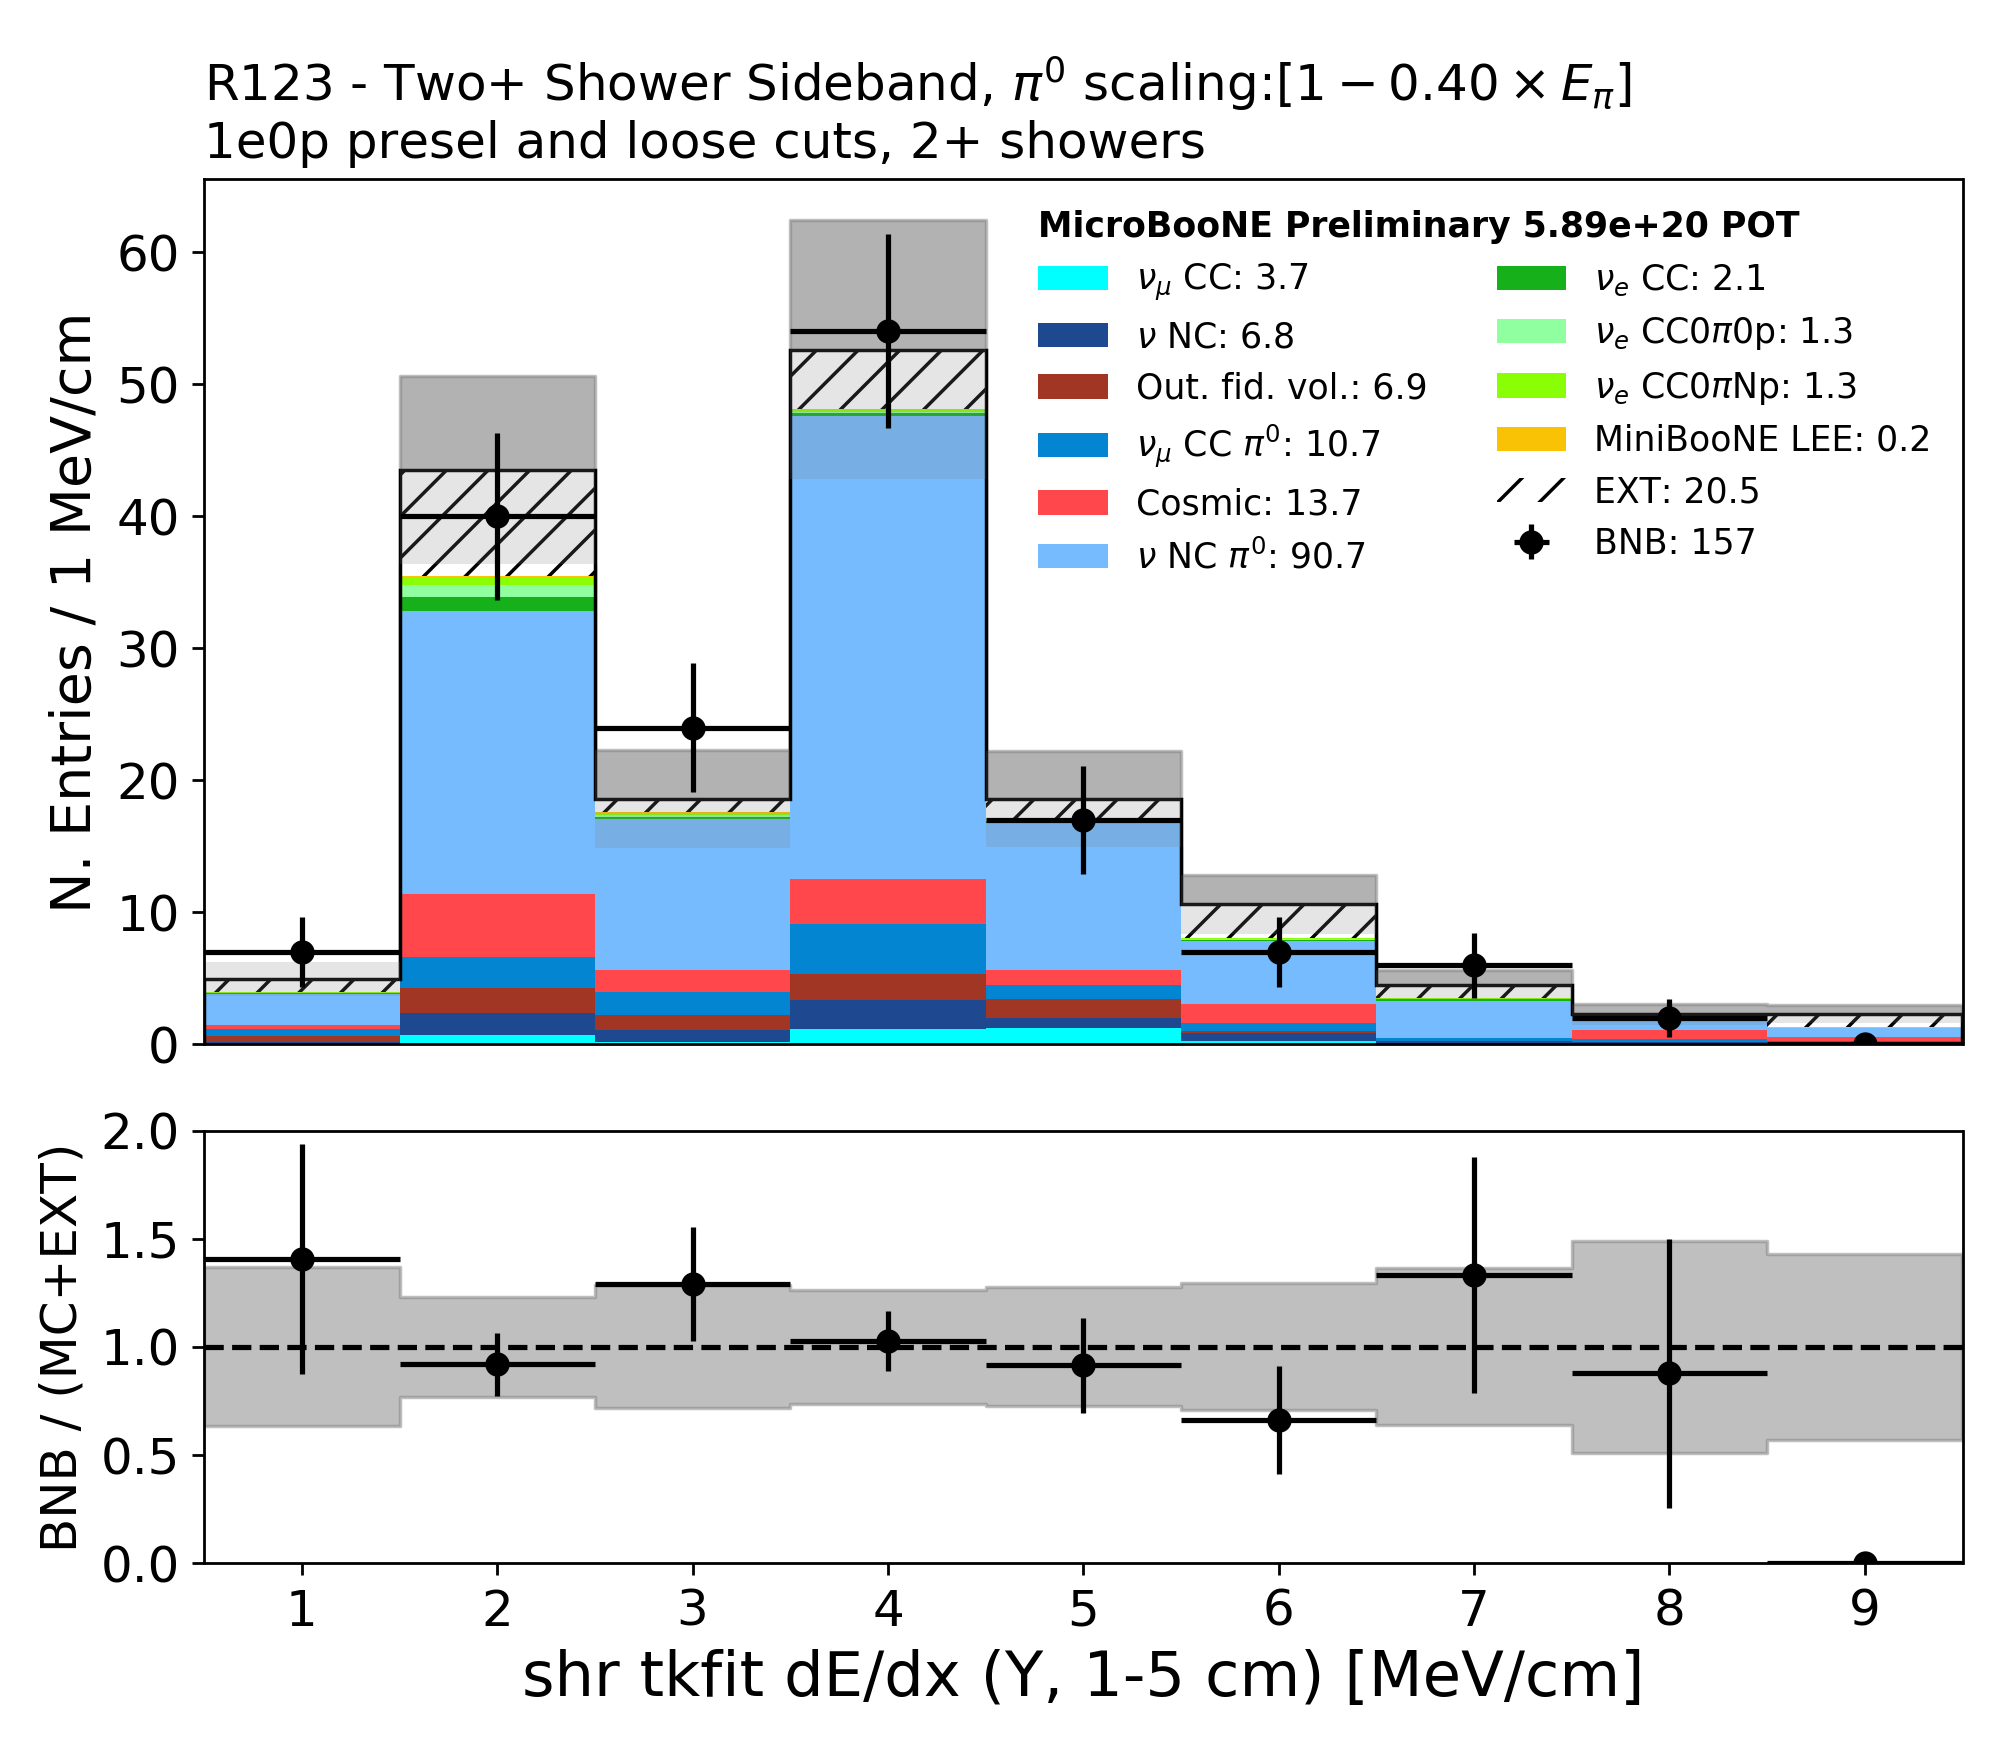 R123 - Two+ Shower Sideband, π⁰ scaling:[1 − 0.40 × E_π]
1e0p presel and loose cuts, 2+ showers
MicroBooNE Preliminary 5.89e+20 POT
ν_μ CC: 3.7
ν NC: 6.8
Out. fid. vol.: 6.9
ν_μ CC π⁰: 10.7
Cosmic: 13.7
ν NC π⁰: 90.7
ν_e CC: 2.1
ν_e CC0π0p: 1.3
ν_e CC0πNp: 1.3
MiniBooNE LEE: 0.2
EXT: 20.5
BNB: 157
N. Entries / 1 MeV/cm
60
50
40
30
20
10
0
BNB / (MC+EXT)
2.0
1.5
1.0
0.5
0.0
1 2 3 4 5 6 7 8 9
shr tkfit dE/dx (Y, 1-5 cm) [MeV/cm]